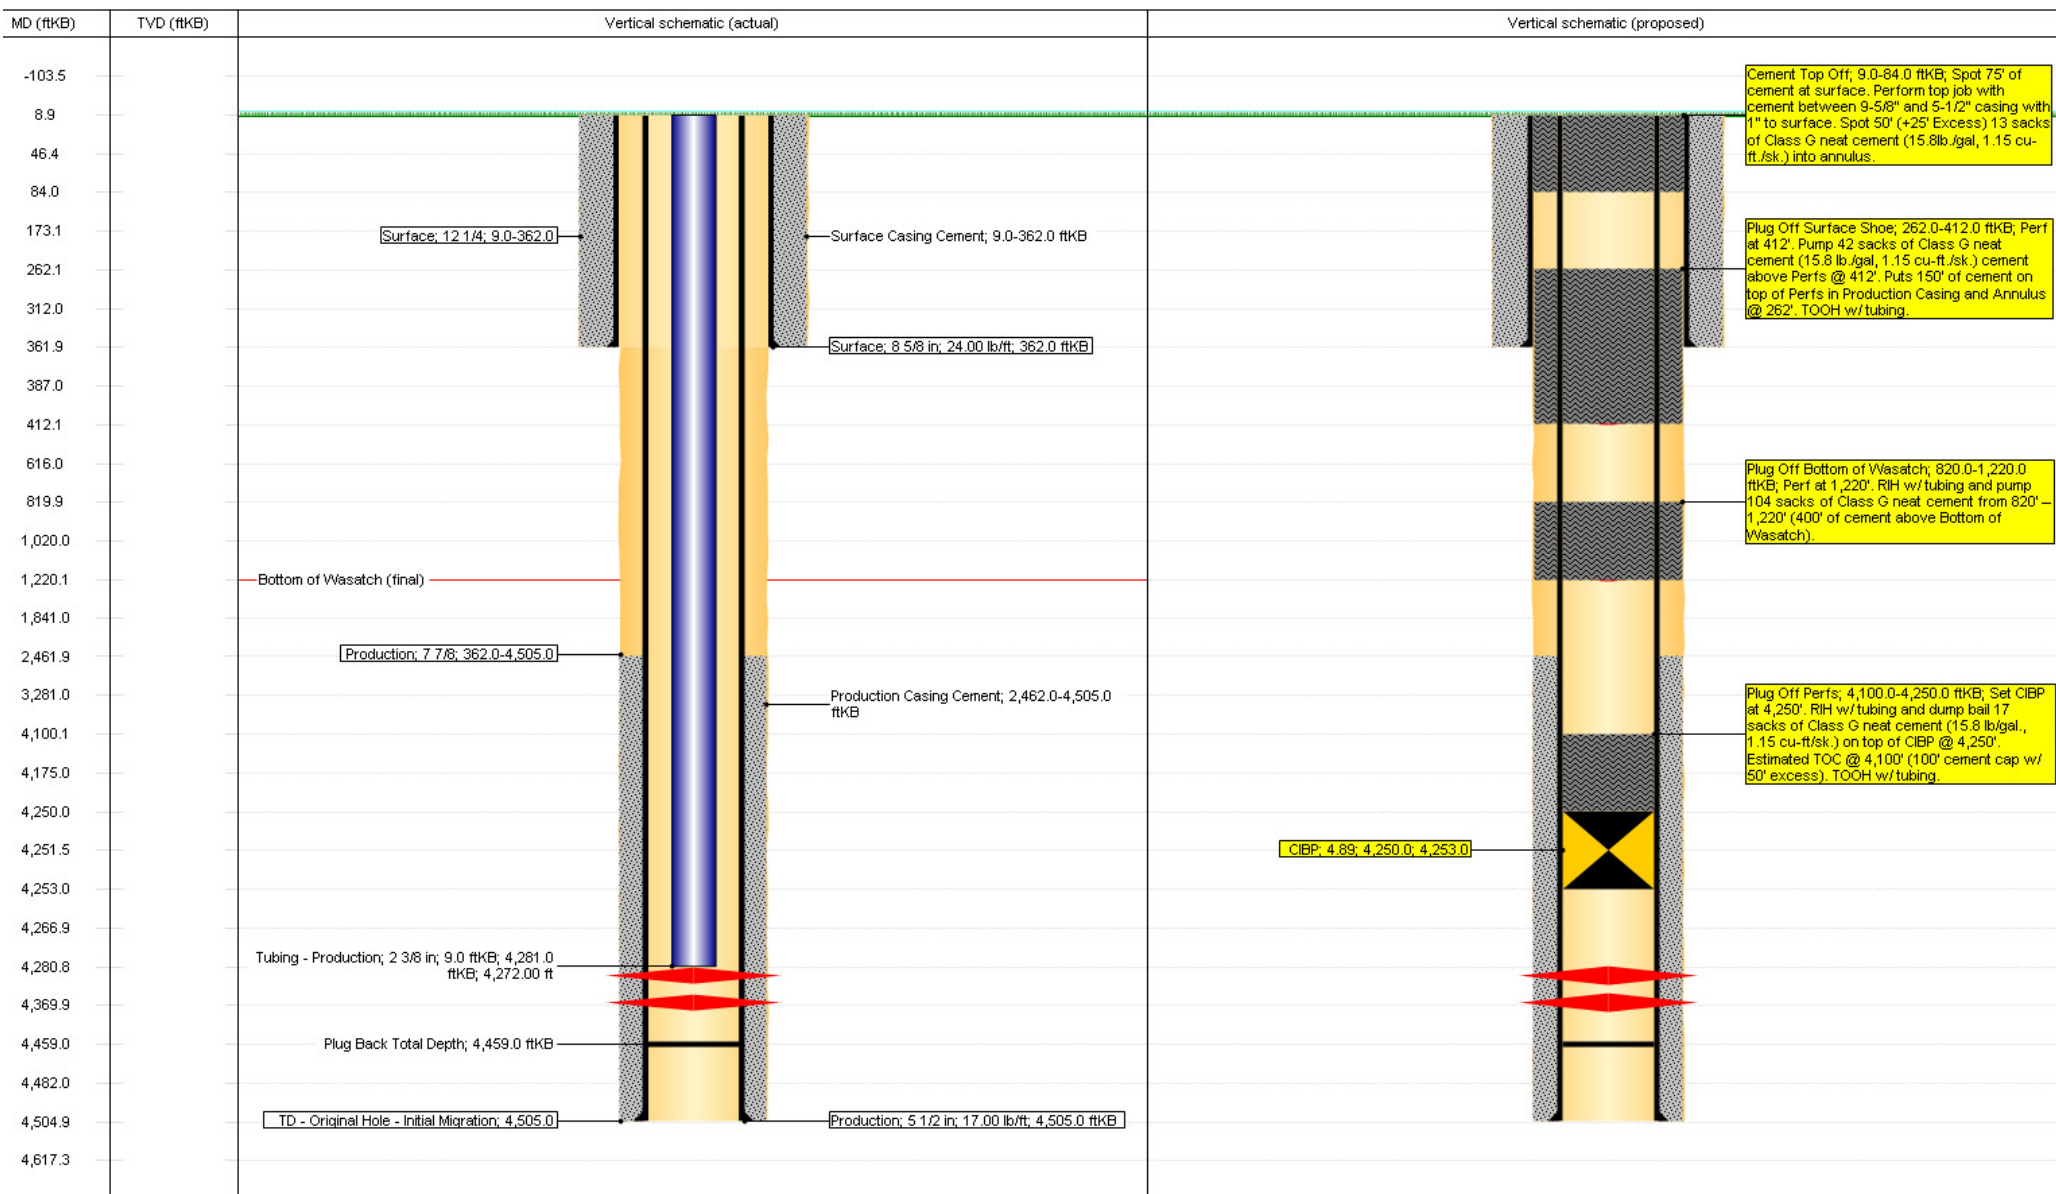 MD (ftKB)
TVD (ftKB)
Vertical schematic (actual)
Vertical schematic (proposed)
-103.5
8.9
46.4
84.0
173.1
262.1
312.0
361.9
387.0
412.1
616.0
819.9
1,020.0
1,220.1
1,841.0
2,461.9
3,281.0
4,100.1
4,175.0
4,250.0
4,251.5
4,253.0
4,266.9
4,280.8
4,369.9
4,459.0
4,482.0
4,504.9
4,617.3
Surface; 12 1/4; 9.0-362.0
Surface Casing Cement; 9.0-362.0 ftKB
Surface; 8 5/8 in; 24.00 lb/ft; 362.0 ftKB
Bottom of Wasatch (final)
Production; 7 7/8; 362.0-4,505.0
Production Casing Cement; 2,462.0-4,505.0
ftKB
Tubing - Production; 2 3/8 in; 9.0 ftKB; 4,281.0
ftKB; 4,272.00 ft
Plug Back Total Depth; 4,459.0 ftKB
TD - Original Hole - Initial Migration; 4,505.0
Production; 5 1/2 in; 17.00 lb/ft; 4,505.0 ftKB
Cement Top Off; 9.0-84.0 ftKB; Spot 75' of
cement at surface. Perform top job with
cement between 9-5/8" and 5-1/2" casing with
1" to surface. Spot 50' (+25' Excess) 13 sacks
of Class G neat cement (15.8lb./gal, 1.15 cu-
ft./sk.) into annulus.
Plug Off Surface Shoe; 262.0-412.0 ftKB; Perf
at 412'. Pump 42 sacks of Class G neat
cement (15.8 lb./gal, 1.15 cu-ft./sk.) cement
above Perfs @ 412'. Puts 150' of cement on
top of Perfs in Production Casing and Annulus
@ 262'. TOOH w/ tubing.
Plug Off Bottom of Wasatch; 820.0-1,220.0
ftKB; Perf at 1,220'. RIH w/ tubing and pump
104 sacks of Class G neat cement from 820' –
1,220' (400' of cement above Bottom of
Wasatch).
Plug Off Perfs; 4,100.0-4,250.0 ftKB; Set CIBP
at 4,250'. RIH w/ tubing and dump bail 17
sacks of Class G neat cement (15.8 lb/gal.,
1.15 cu-ft/sk.) on top of CIBP @ 4,250'.
Estimated TOC @ 4,100' (100' cement cap w/
50' excess). TOOH w/ tubing.
CIBP; 4.89; 4,250.0; 4,253.0